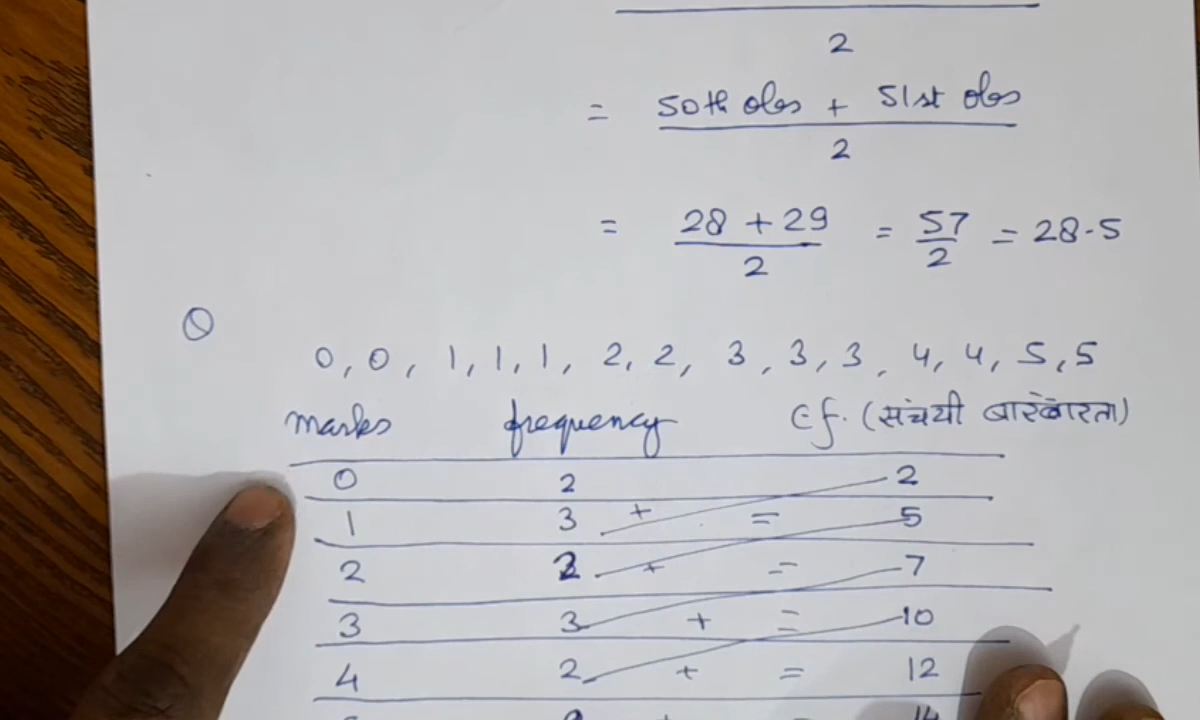 2
= 50th obs + 51st obs
2
= 28 + 29 = 57 = 28.5
2 2
Q
0, 0, 1, 1, 1, 2, 2, 3, 3, 3, 4, 4, 5, 5
marks frequency cf. (संचयी बारंबारता)
0 2 2
1 3 + = 5
2 2 + = 7
3 3 + = 10
4 2 + = 12
14